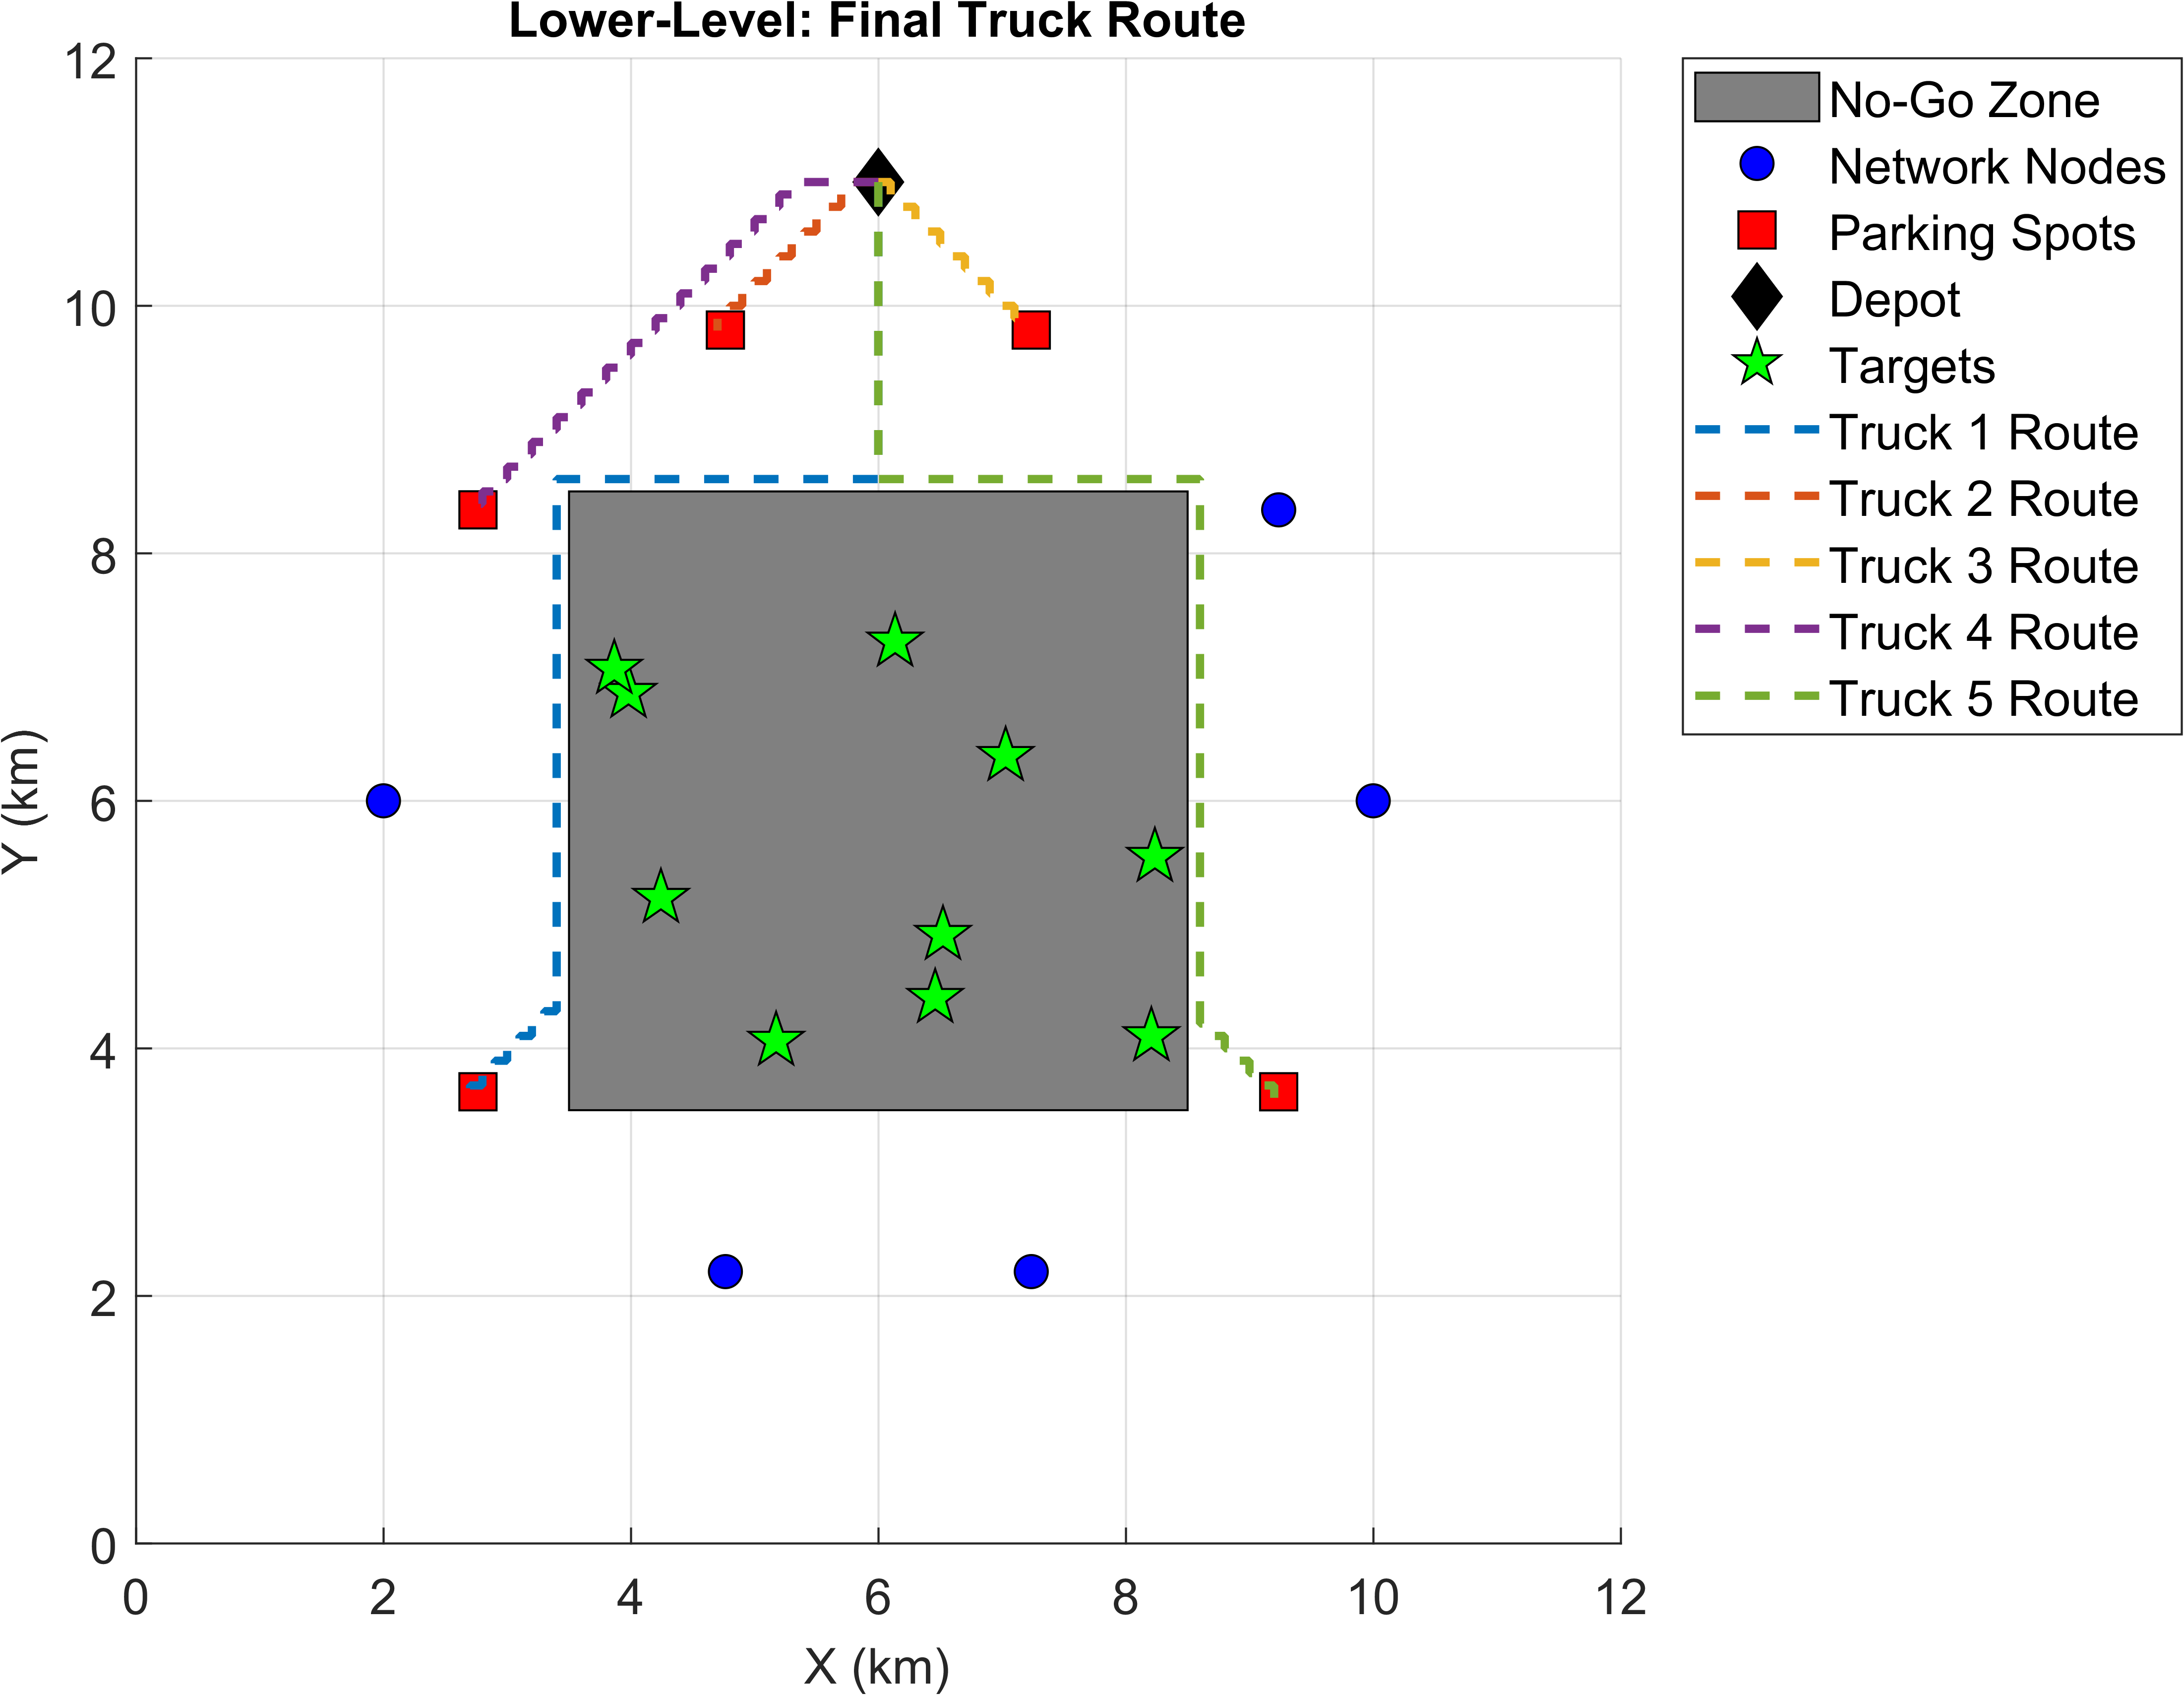 Lower-Level: Final Truck Route
12
10
8
6
4
2
0
Y (km)
0 2 4 6 8 10 12
X (km)
No-Go Zone
Network Nodes
Parking Spots
Depot
Targets
Truck 1 Route
Truck 2 Route
Truck 3 Route
Truck 4 Route
Truck 5 Route